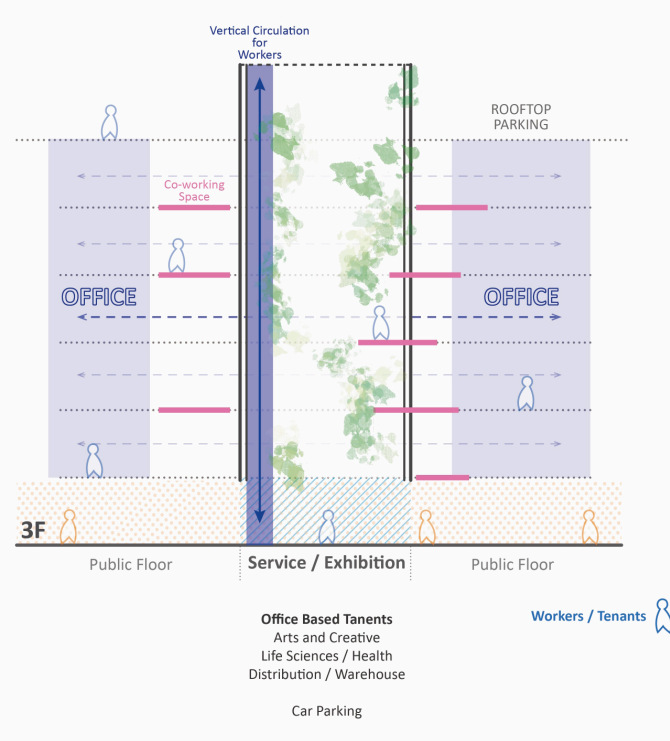 Vertical Circulation
for
Workers
ROOFTOP
PARKING
Co-working
Space
OFFICE
OFFICE
3F
Public Floor
Service / Exhibition
Public Floor
Office Based Tanents
Arts and Creative
Life Sciences / Health
Distribution / Warehouse
Car Parking
Workers / Tenants